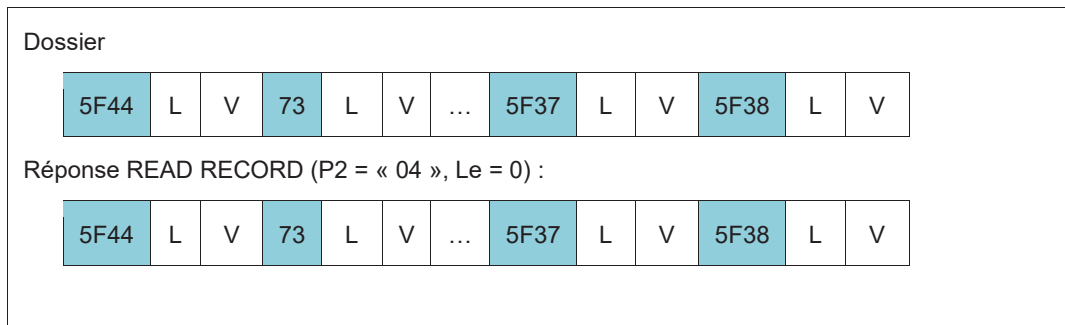 Dossier
5F44 L V 73 L V … 5F37 L V 5F38 L V
Réponse READ RECORD (P2 = « 04 », Le = 0) :
5F44 L V 73 L V … 5F37 L V 5F38 L V